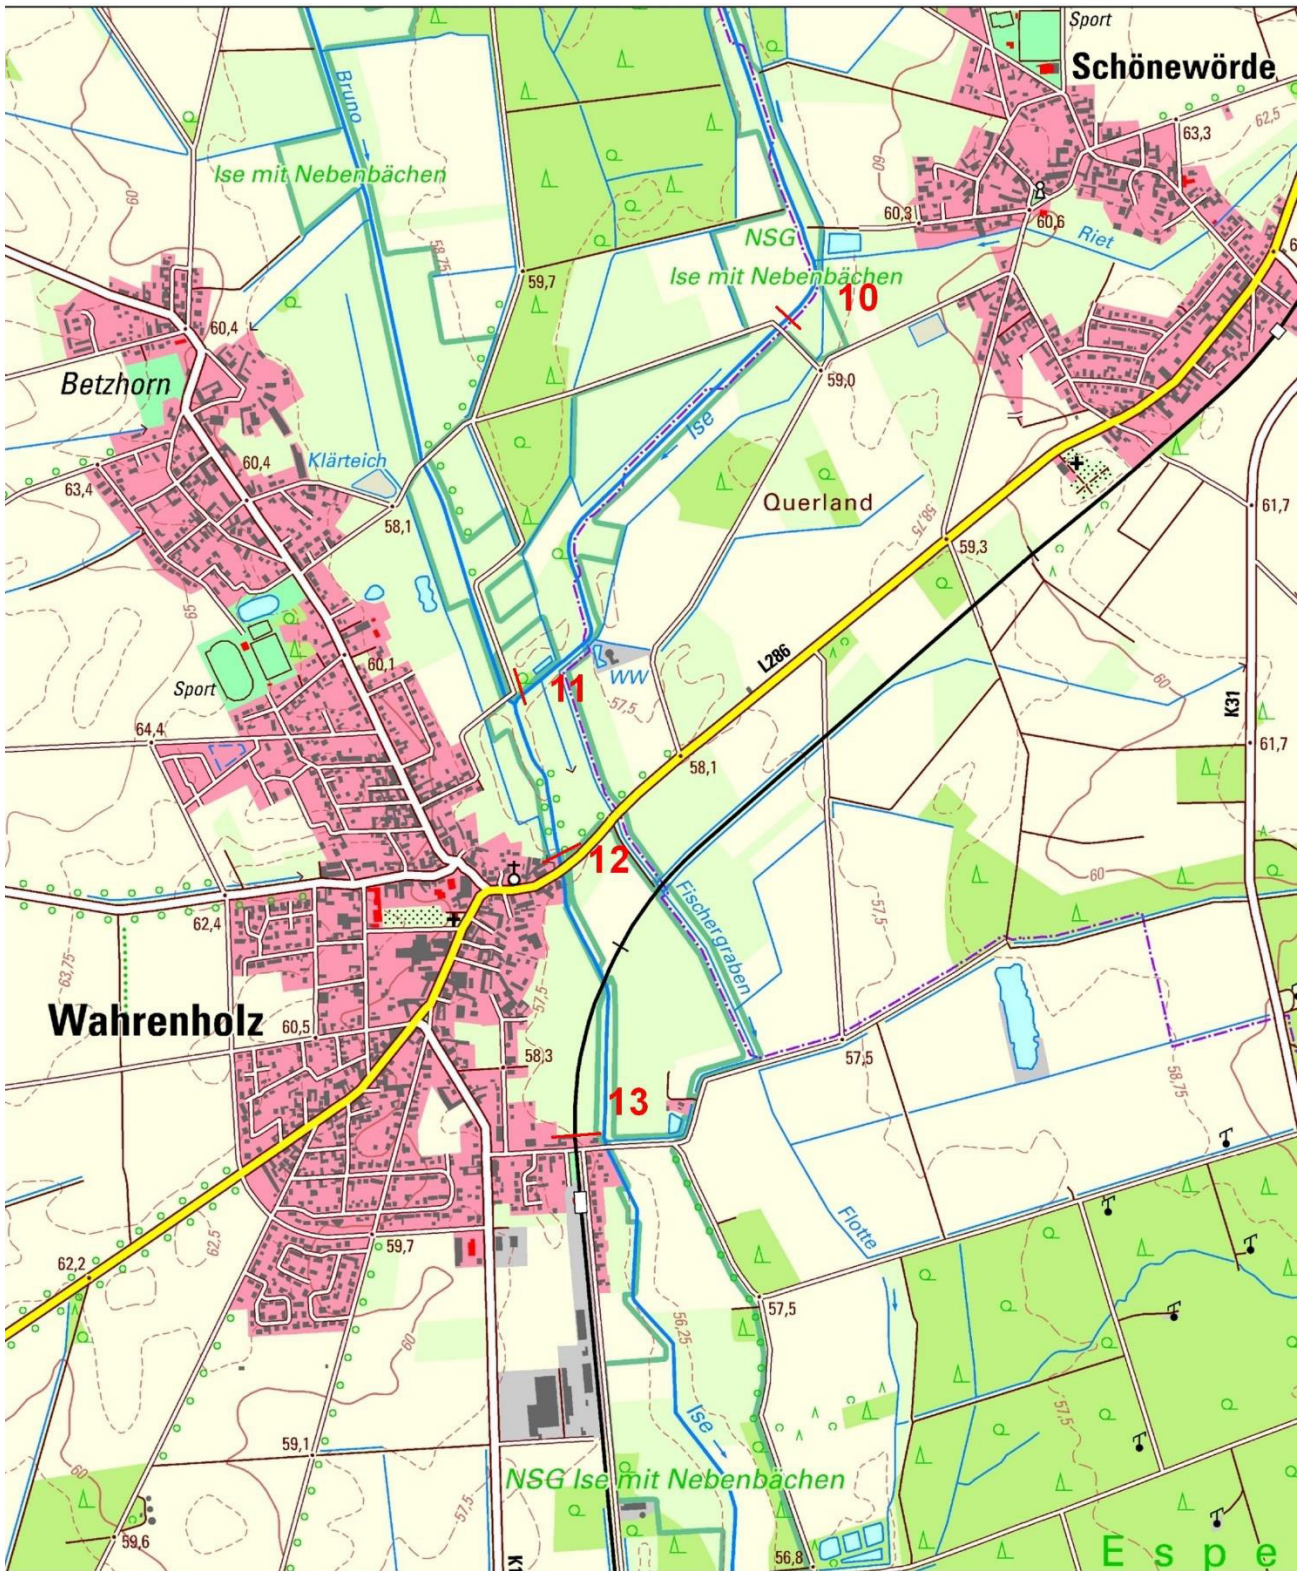 Sport
Schönewörde
63,3
62,5
60
Bruno
Ise mit Nebenbächen
60
58,75
59,7
NSG
Ise mit Nebenbächen
60,3
60,6
Riet
6
10
60,4
Betzhorn
59,0
Ise
60,4
Klärteich
63,4
58,1
Querland
58,75
59,3
61,7
65
60,1
Sport
11
WW
57,5
L286
60
K31
64,4
58,1
61,7
12
60
62,4
Fischergraben
57,5
63,75
57,5
Wahrenholz
60,5
58,3
57,5
58,75
13
62,5
59,7
Flotte
62,2
57,5
56,25
60
57,5
59,1
Ise
NSG Ise mit Nebenbächen
57,5
59,6
K1
56,8
Espe